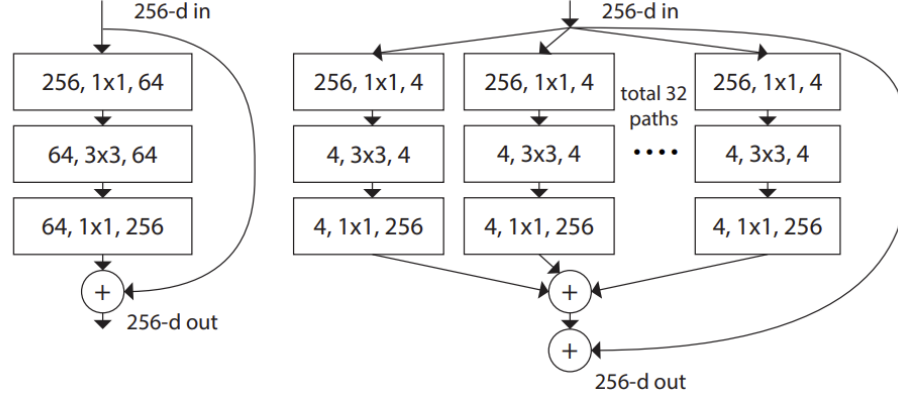 256-d in
256, 1x1, 64
64, 3x3, 64
64, 1x1, 256
+
256-d out
256-d in
256, 1x1, 4
256, 1x1, 4
total 32
paths
....
256, 1x1, 4
4, 3x3, 4
4, 3x3, 4
4, 3x3, 4
4, 1x1, 256
4, 1x1, 256
4, 1x1, 256
+
+
256-d out